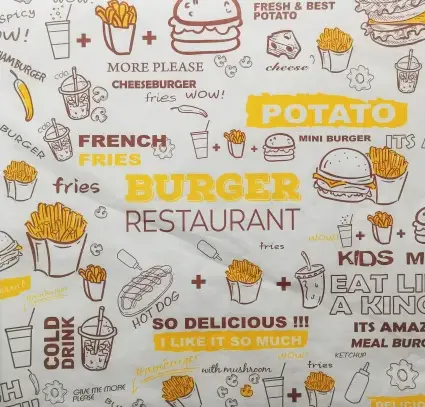 spicy
wow!
FRESH & BEST
POTATO
HAMBURGER
MORE PLEASE
CHEESEBURGER
fries WOW!
cheese
BURGER
FRENCH
FRIES
POTATO
MINI BURGER
ITS A
fries
BURGER
RESTAURANT
fries
WOW!
KIDS M
HOT DOG
EAT LI
A KING
COLD
DRINK
SO DELICIOUS !!!
I LIKE IT SO MUCH
WOW
ITS AMAZ
MEAL BURG
with mushroom
fries
KETCHUP
GIVE ME MORE
PLEASE
DELICIO